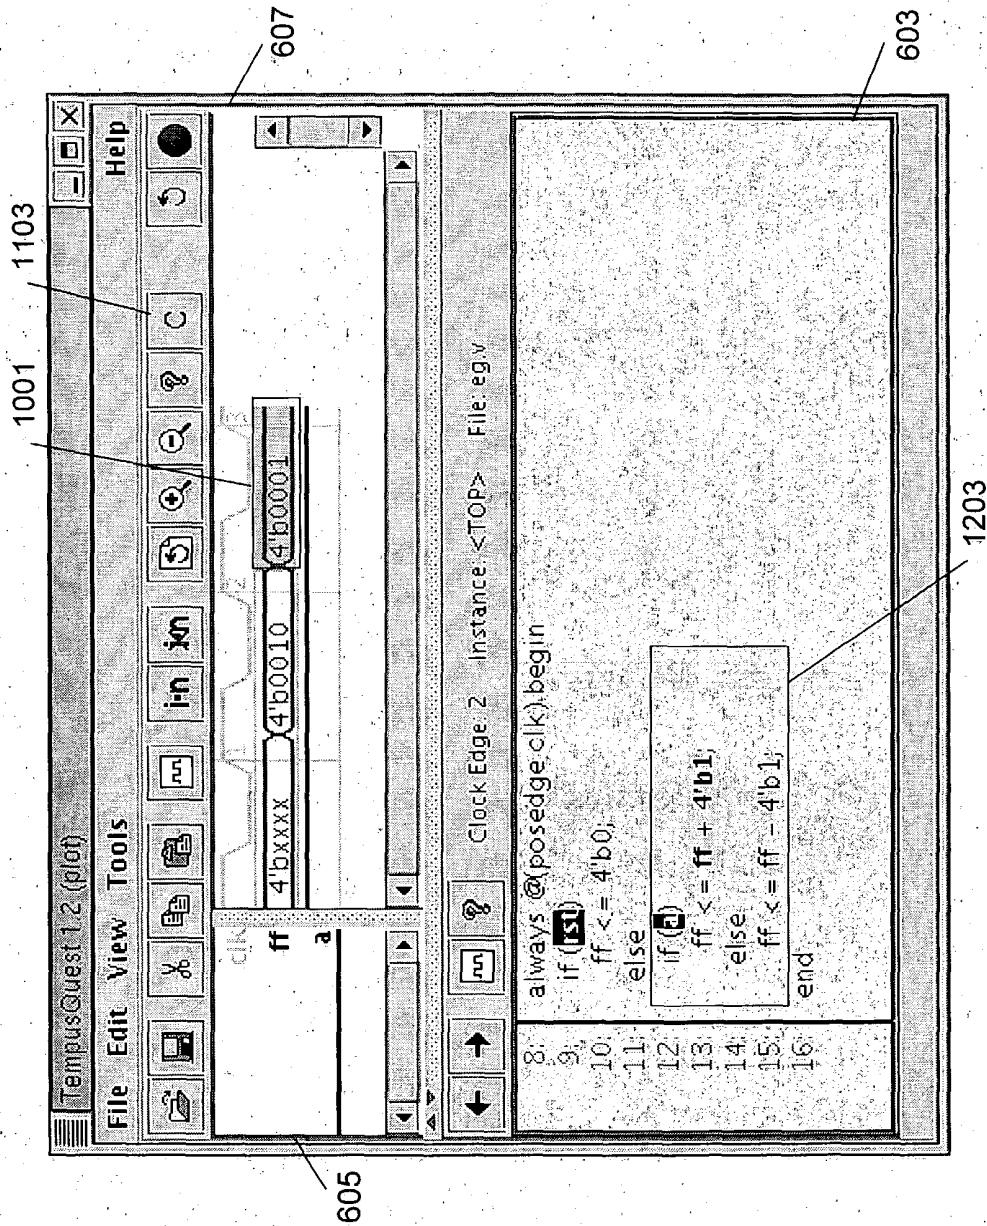 TempusQuest 1.2 (plot)
File Edit View Tools Help
clk
1 2 3
ff 4'bxxxx 4'b0010 4'b0001
a
Clock Edge: 2 Instance: <TOP> File: eg.v
8: always @(posedge clk) begin
9: if (rst)
10: ff <= 4'b0;
11: else
12: if (a)
13: ff <= ff + 4'b1;
14: else
15: ff <= ff - 4'b1;
16: end
1001
1103
607
605
603
1203